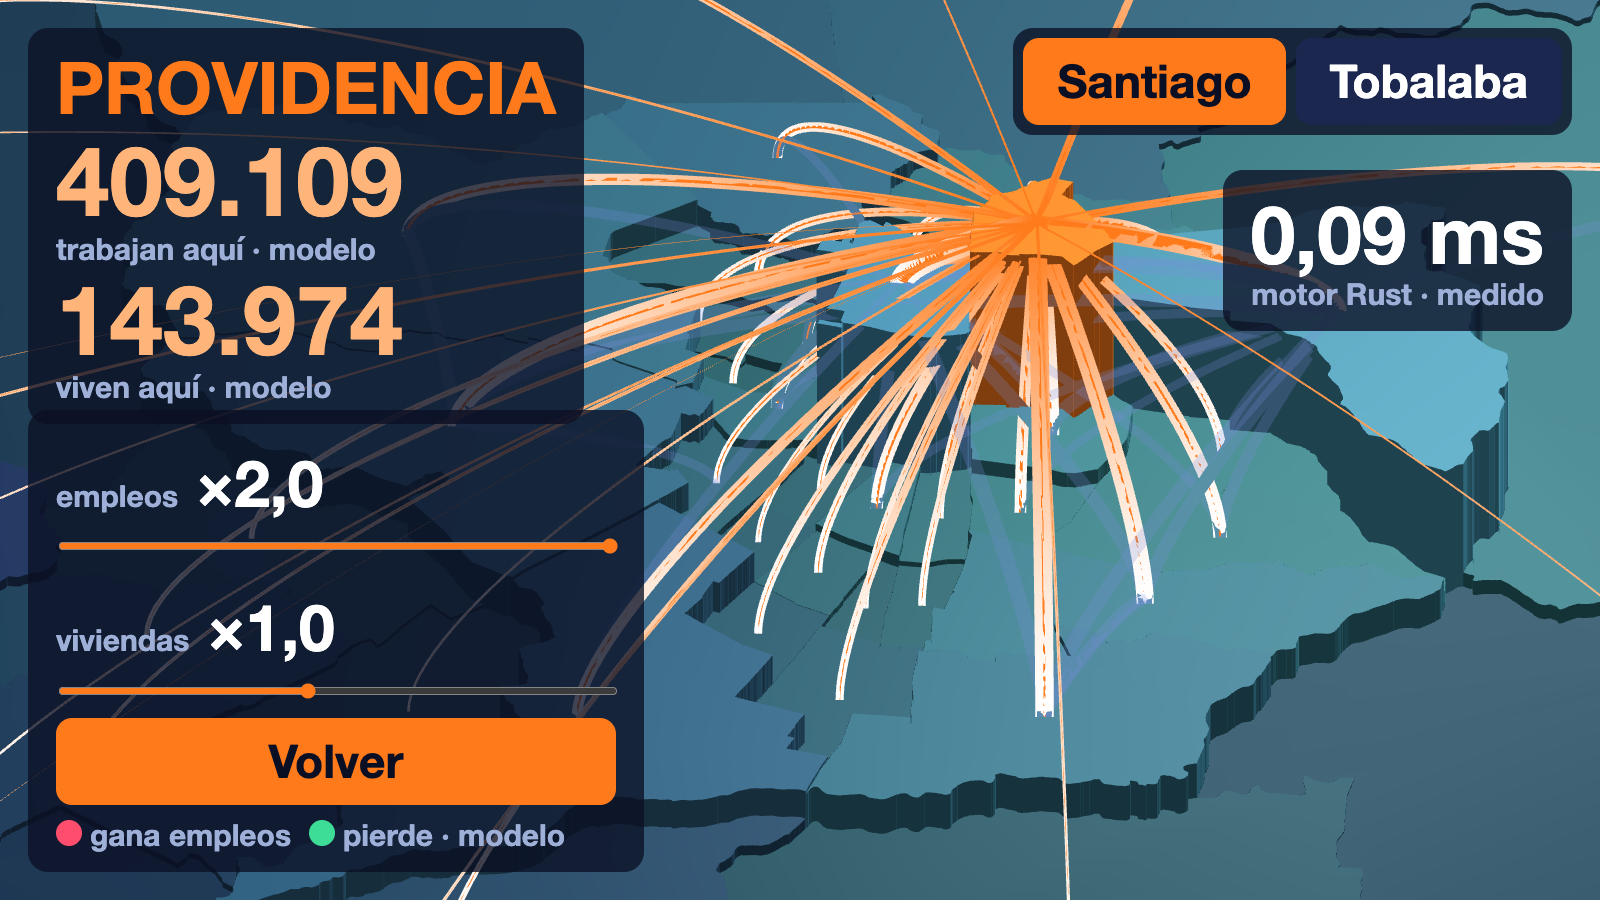 PROVIDENCIA
409.109
trabajan aquí · modelo
143.974
viven aquí · modelo
empleos ×2,0
viviendas ×1,0
Volver
gana empleos pierde · modelo
Santiago Tobalaba
0,09 ms
motor Rust · medido